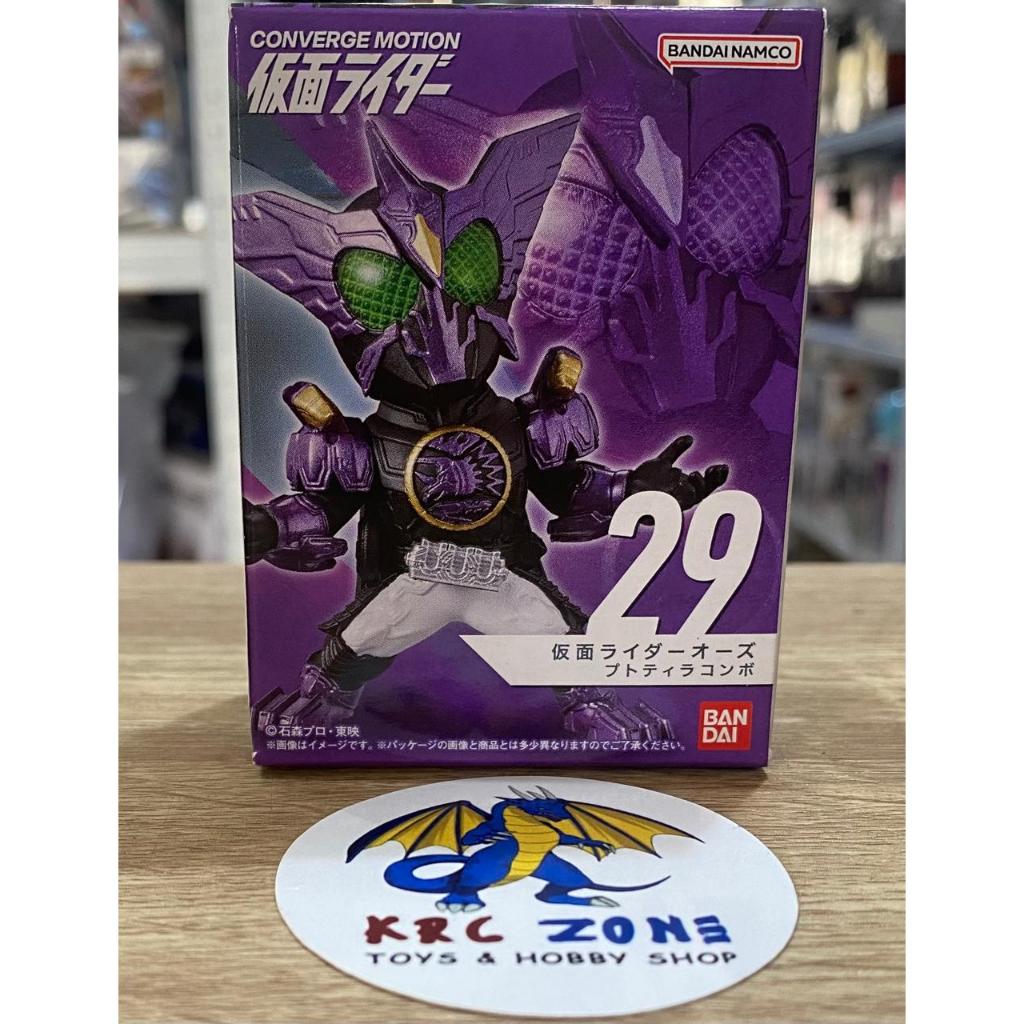 CONVERGE MOTION
仮面ライダー
BANDAI NAMCO
29
仮面ライダーオーズ
プトティラコンボ
©石森プロ・東映
※画像はイメージです。※パッケージの画像と商品とは多少異なりますのでご了承ください。
BAN
DAI
KRC ZONE
TOYS & HOBBY SHOP